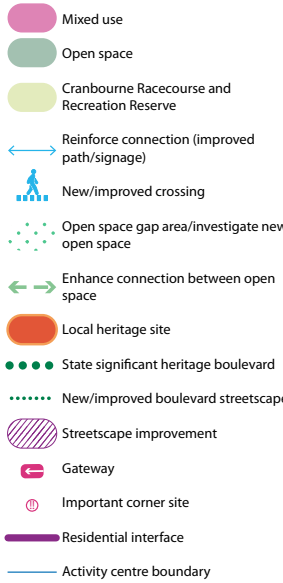 Mixed use
Open space
Cranbourne Racecourse and
Recreation Reserve
Reinforce connection (improved
path/signage)
New/improved crossing
Open space gap area/investigate new
open space
Enhance connection between open
space
Local heritage site
State significant heritage boulevard
New/improved boulevard streetscape
Streetscape improvement
Gateway
!!
Important corner site
Residential interface
Activity centre boundary